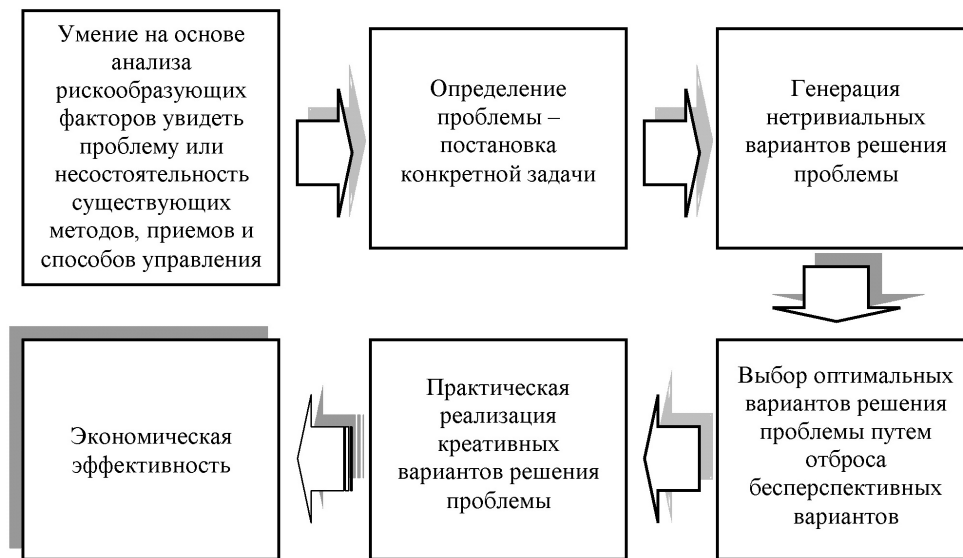 Умение на основе
анализа
рискообразующих
факторов увидеть
проблему или
несостоятельность
существующих
методов, приемов и
способов управления
Определение
проблемы –
постановка
конкретной задачи
Генерация
нетривиальных
вариантов решения
проблемы
Выбор оптимальных
вариантов решения
проблемы путем
отброса
бесперспективных
вариантов
Практическая
реализация
креативных
вариантов решения
проблемы
Экономическая
эффективность